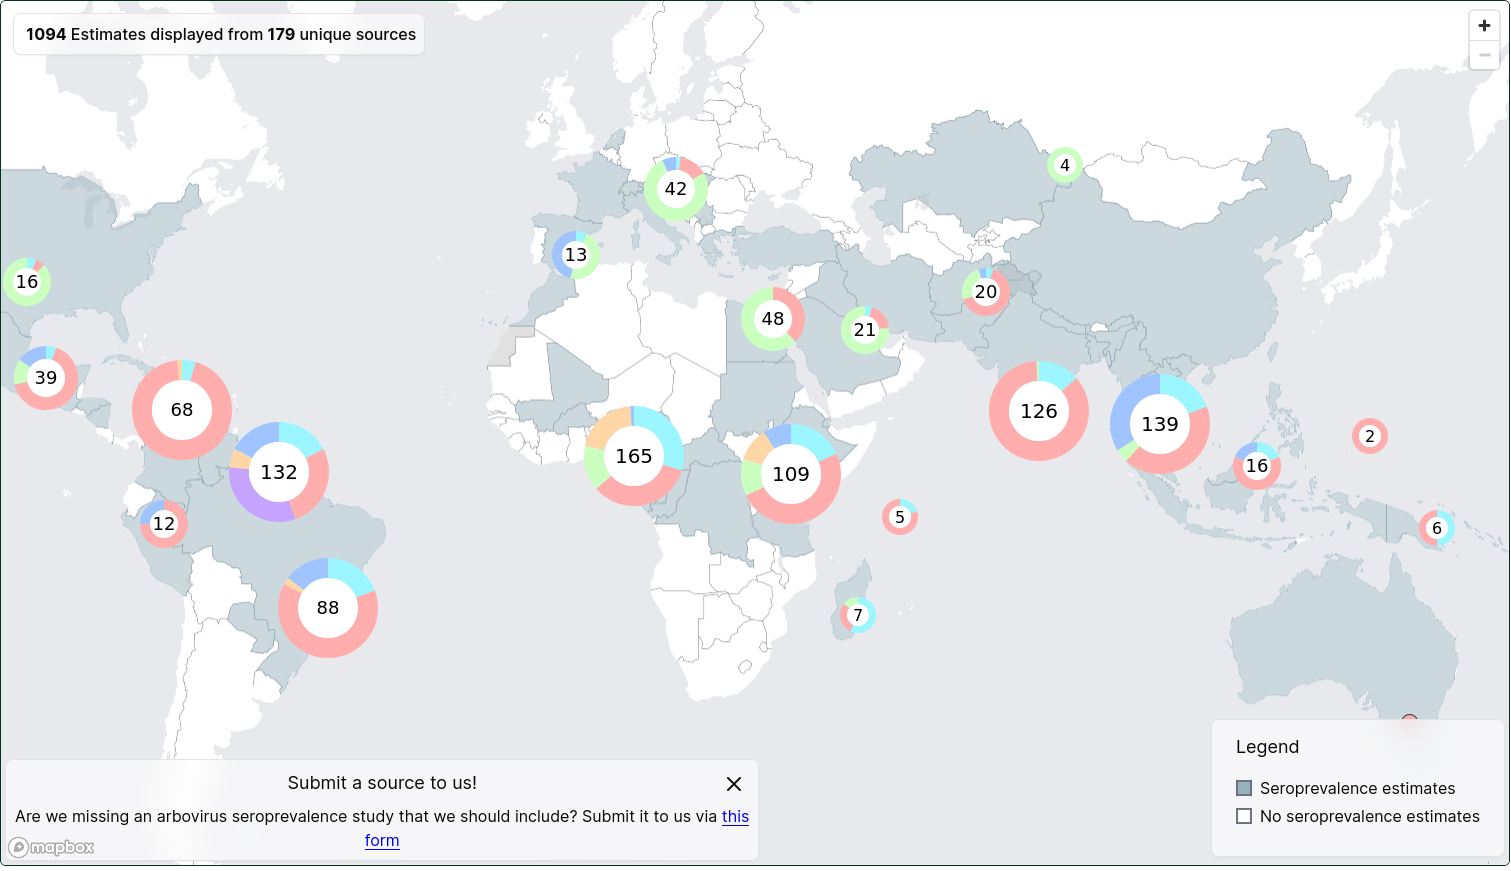 1094 Estimates displayed from 179 unique sources
+
−
4
42
13
16
48
20
21
39
68
126
139
2
165
132
16
109
5
12
6
88
7
Legend
Seroprevalence estimates
No seroprevalence estimates
Submit a source to us!
Are we missing an arbovirus seroprevalence study that we should include? Submit it to us via this
form
mapbox